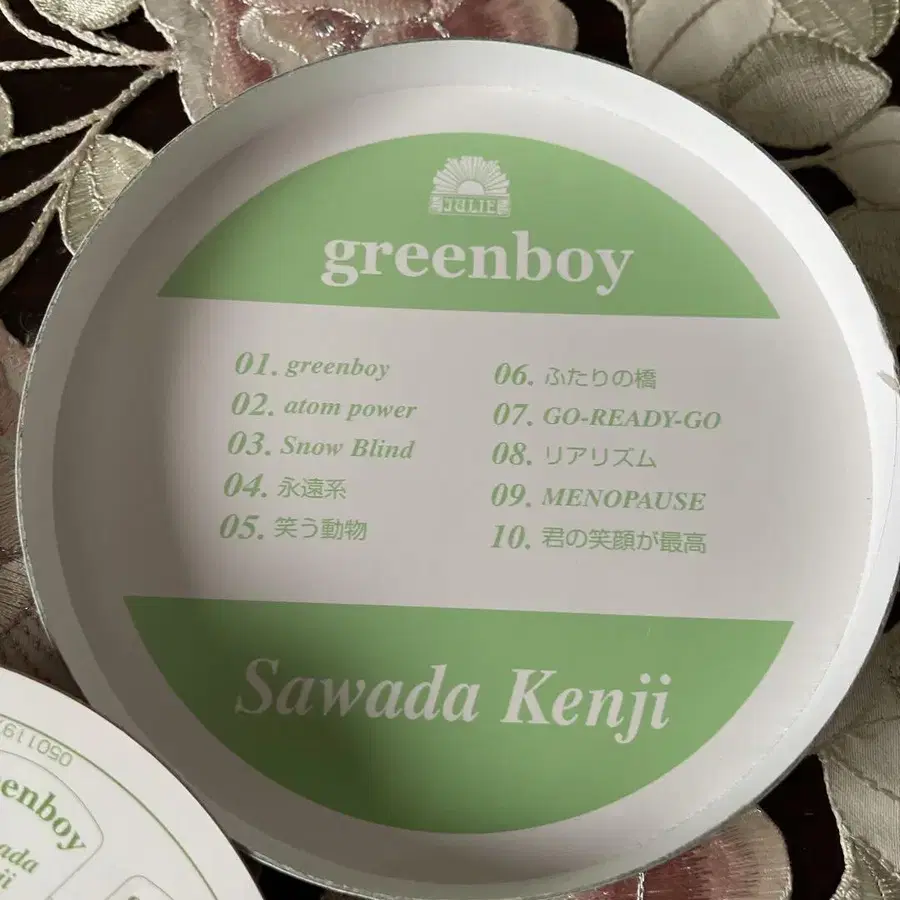 JULIE
greenboy
01. greenboy
02. atom power
03. Snow Blind
04. 永遠系
05. 笑う動物
06. ふたりの橋
07. GO-READY-GO
08. リアリズム
09. MENOPAUSE
10. 君の笑顔が最高
Sawada Kenji